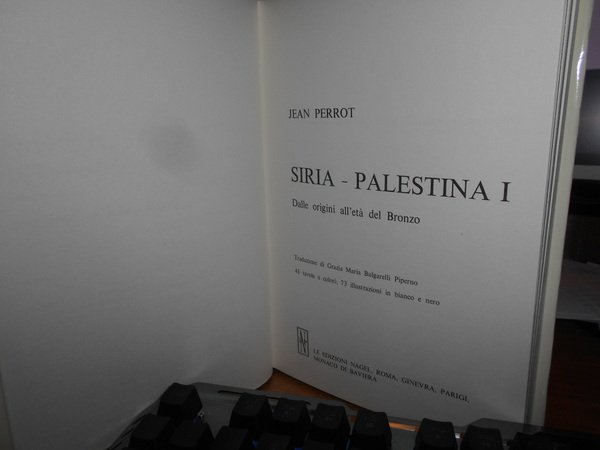 JEAN PERROT
SIRIA - PALESTINA I
Dalle origini all'età del Bronzo
Traduzione di Grazia Maria Bulgarelli Piperno
41 tavole a colori, 73 illustrazioni in bianco e nero
LE EDIZIONI NAGEL, ROMA, GINEVRA, PARIGI,
MONACO DI BAVIERA